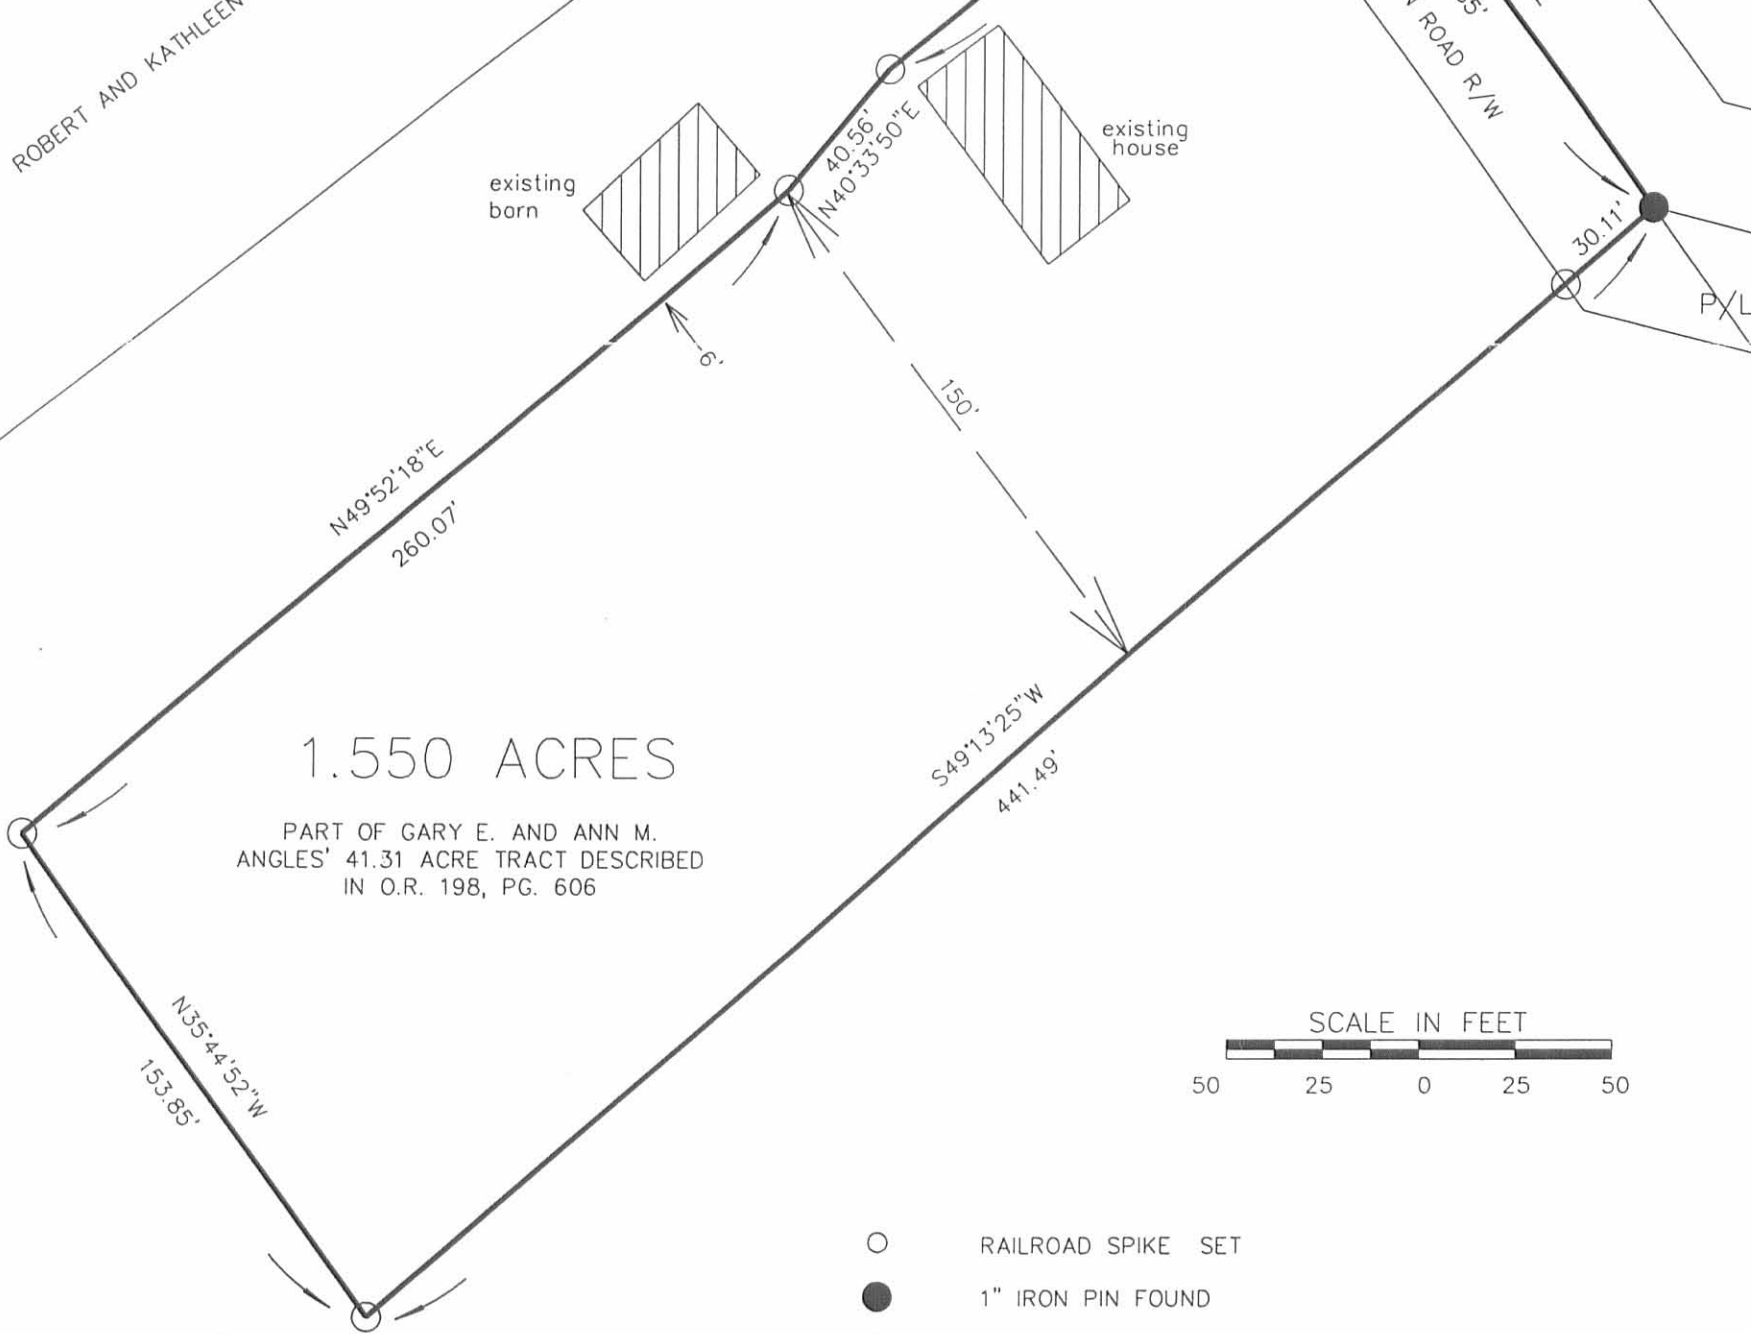 ROBERT AND KATHLEEN
existing
barn
40.56'
N40°33'50"E
existing
house
ROAD R/W
30.11'
P/L
6'
150'
N49°52'18"E
260.07'
S49°13'25"W
441.49'
1.550 ACRES
PART OF GARY E. AND ANN M.
ANGLES' 41.31 ACRE TRACT DESCRIBED
IN O.R. 198, PG. 606
N35°44'52"W
153.85'
SCALE IN FEET
50 25 0 25 50
RAILROAD SPIKE SET
1" IRON PIN FOUND